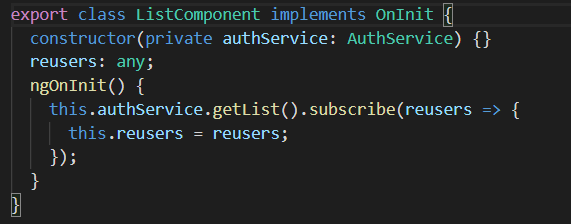 export class ListComponent implements OnInit {
  constructor(private authService: AuthService) {}
  reusers: any;
  ngOnInit() {
    this.authService.getList().subscribe(reusers => {
      this.reusers = reusers;
    });
  }
}